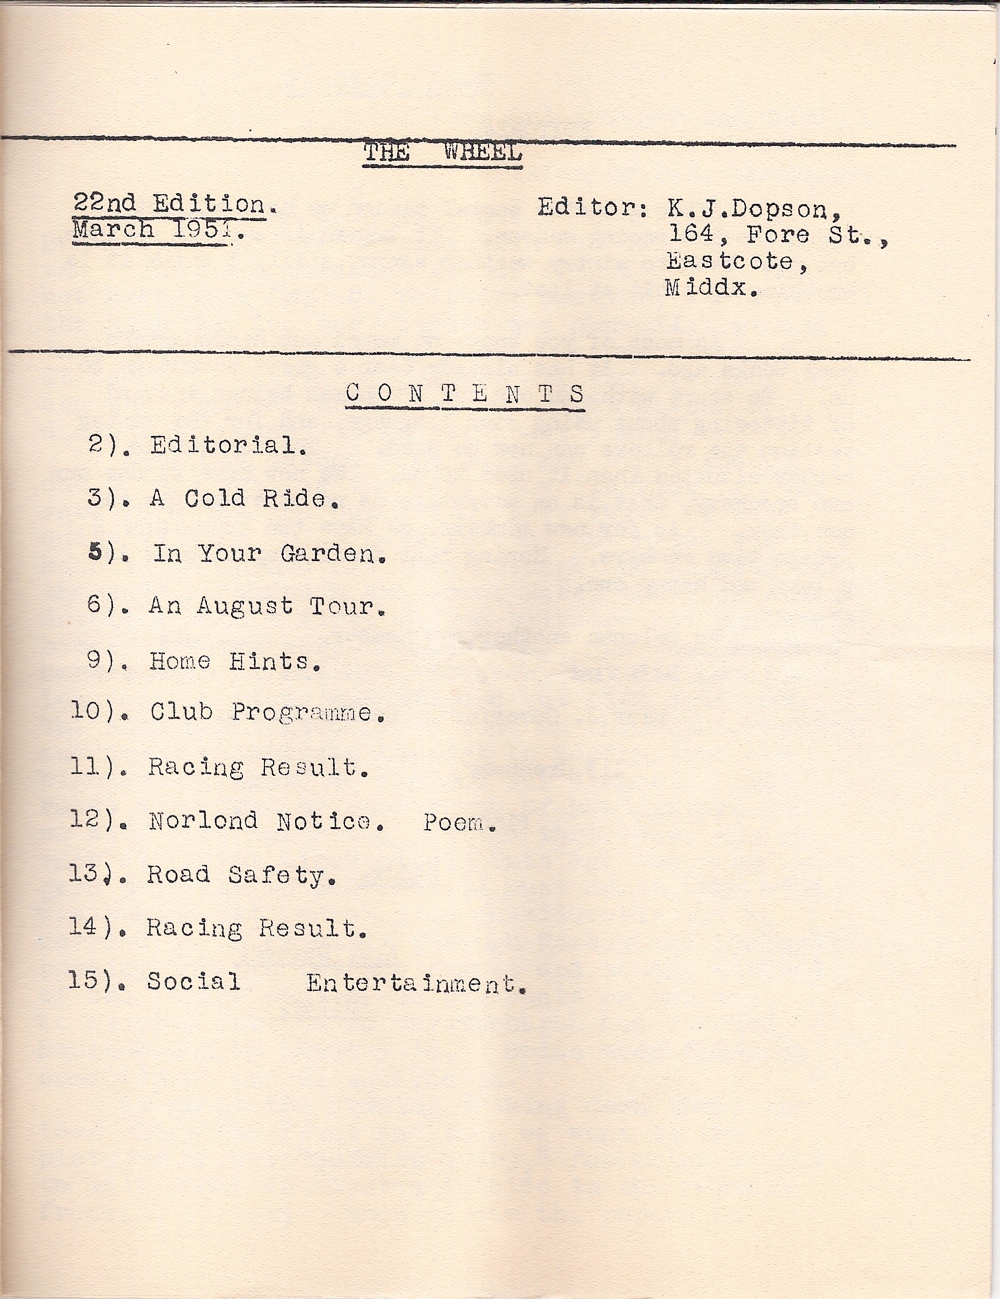 THE WHEEL
22nd Edition.
March 1951.
Editor: K.J.Dopson,
164, Fore St.,
Eastcote,
Middx.
C O N T E N T S
2). Editorial.
3). A Cold Ride.
5). In Your Garden.
6). An August Tour.
9). Home Hints.
10). Club Programme.
11). Racing Result.
12). Norlond Notice. Poem.
13). Road Safety.
14). Racing Result.
15). Social Entertainment.